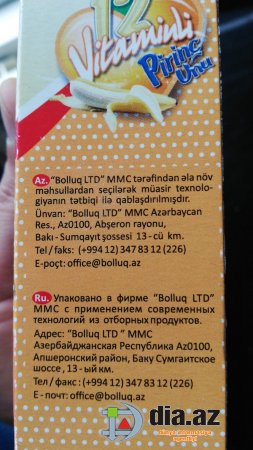 12
Vitaminli
Pirinç
Unu
Az. "Bolluq LTD" MMC tərəfindən əla növ
məhsullardan seçilərək müasir texnolo-
giyanın tətbiqi ilə qablaşdırılmışdır.
Ünvan: "Bolluq LTD" MMC Azərbaycan
Res., Az0100, Abşeron rayonu,
Bakı - Sumqayıt şossesi 13 -cü km.
Tel / faks: (+994 12) 347 83 12 (226)
E-poçt: office@bolluq.az
Ru. Упаковано в фирме "Bolluq LTD"
MMC с применением современных
технологий из отборных продуктов.
Адрес: "Bolluq LTD" MMC
Азербайджанская Республика Az0100,
Апшеронский район, Баку Сумгаитское
шоссе, 13 - ый км.
Тел / факс : (+994 12) 347 83 12 (226)
Е - почт: office@bolluq.az
dia.az